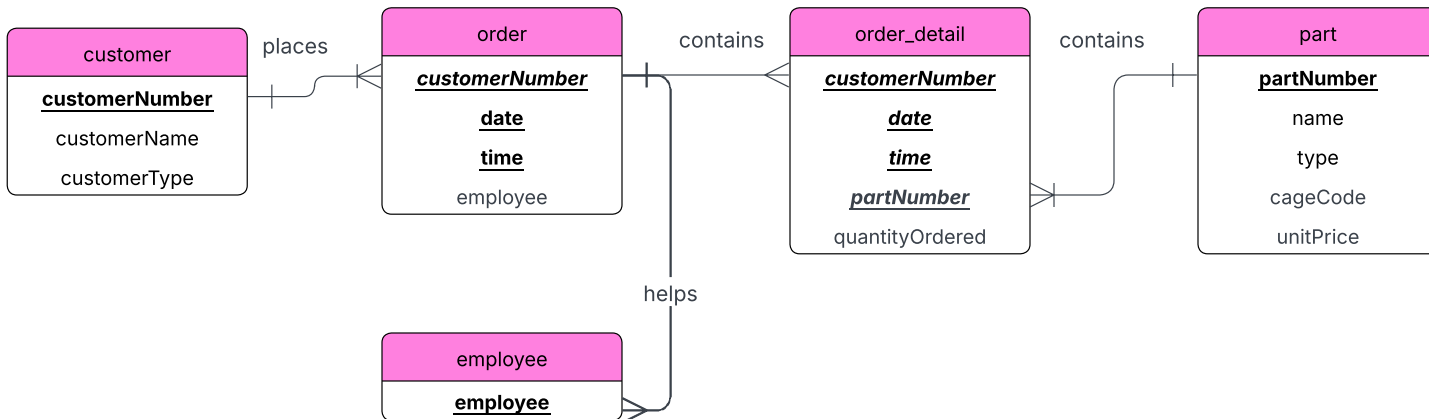 customer
customerNumber
customerName
customerType
places
order
customerNumber
date
time
employee
contains
order_detail
customerNumber
date
time
partNumber
quantityOrdered
contains
part
partNumber
name
type
cageCode
unitPrice
helps
employee
employee